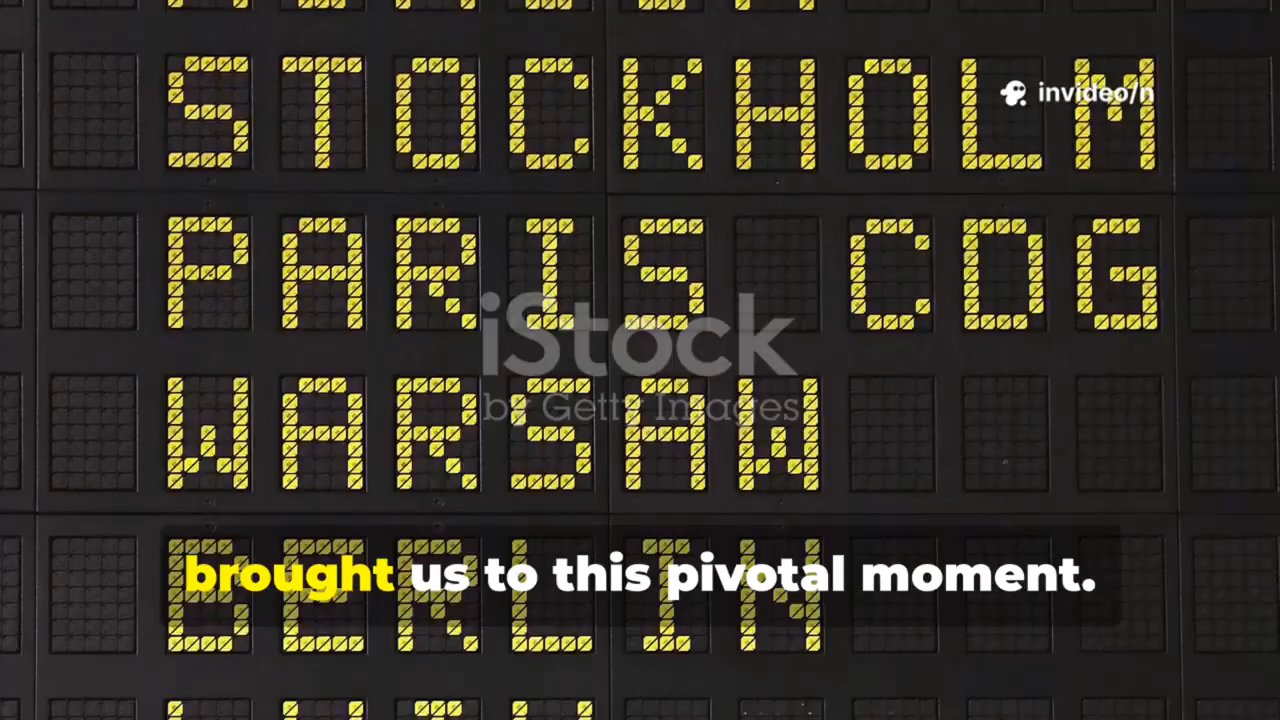 STOCKHOLM
invideo/n
PARIS CDG
iStock
by Getty Images
WARSAW
BERLIN
brought us to this pivotal moment.